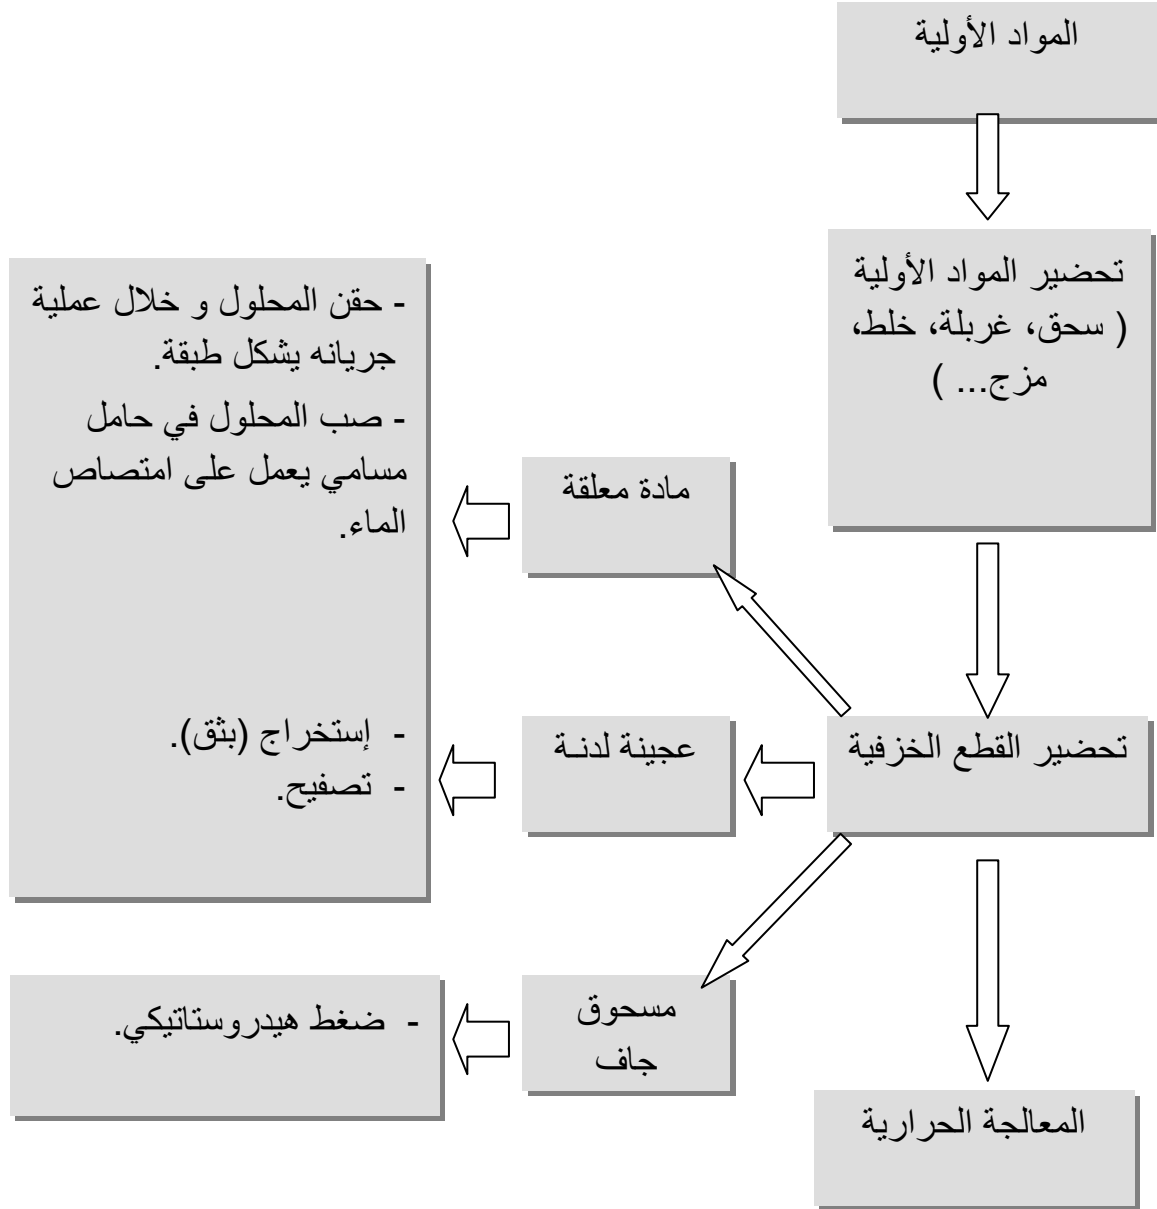 المواد الأولية
تحضير المواد الأولية
( سحق، غربلة، خلط،
مزج... )
- حقن المحلول و خلال عملية
جريانه يشكل طبقة.
- صب المحلول في حامل
مسامي يعمل على امتصاص
الماء.
مادة معلقة
تحضير القطع الخزفية
عجينة لدنـة
- إستخراج (بثق).
- تصفيح.
مسحوق
جاف
- ضغط هيدروستاتيكي.
المعالجة الحرارية